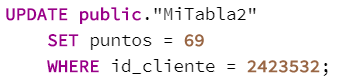 UPDATE public."MiTabla2"
    SET puntos = 69
    WHERE id_cliente = 2423532;